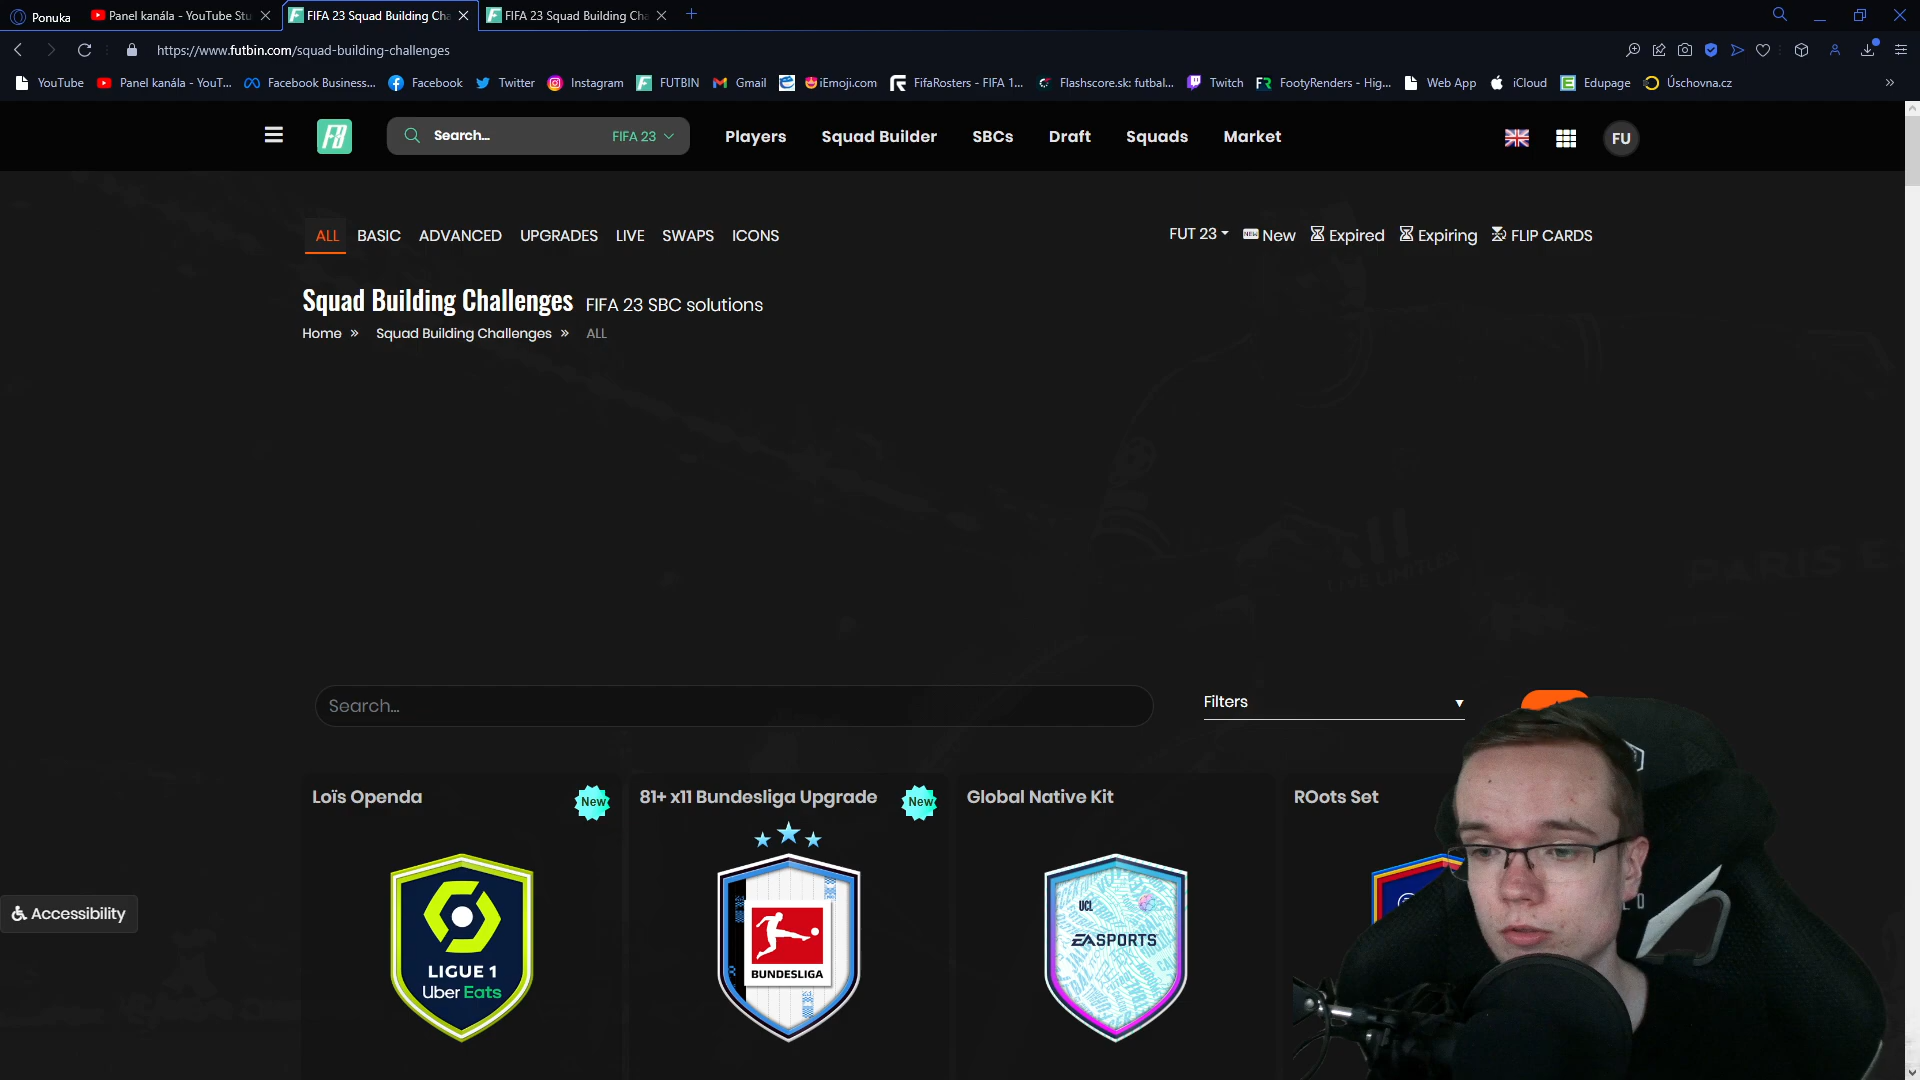 Ponuka
Panel kanála - YouTube Stu
FIFA 23 Squad Building Cha
FIFA 23 Squad Building Cha
https://www.futbin.com/squad-building-challenges
YouTube
Panel kanála - YouT...
Facebook Business...
Facebook
Twitter
Instagram
FUTBIN
Gmail
iEmoji.com
FifaRosters - FIFA 1...
Flashscore.sk: futbal...
Twitch
FootyRenders - Hig...
Web App
iCloud
Edupage
Úschovna.cz
Search...
FIFA 23
Players
Squad Builder
SBCs
Draft
Squads
Market
FU
ALL
BASIC
ADVANCED
UPGRADES
LIVE
SWAPS
ICONS
FUT 23
New
Expired
Expiring
FLIP CARDS
Squad Building Challenges
FIFA 23 SBC solutions
Home » Squad Building Challenges » ALL
Search...
Filters
Loïs Openda
New
81+ x11 Bundesliga Upgrade
New
Global Native Kit
ROots Set
LIGUE 1
Uber Eats
BUNDESLIGA
UCL
EA SPORTS
Accessibility